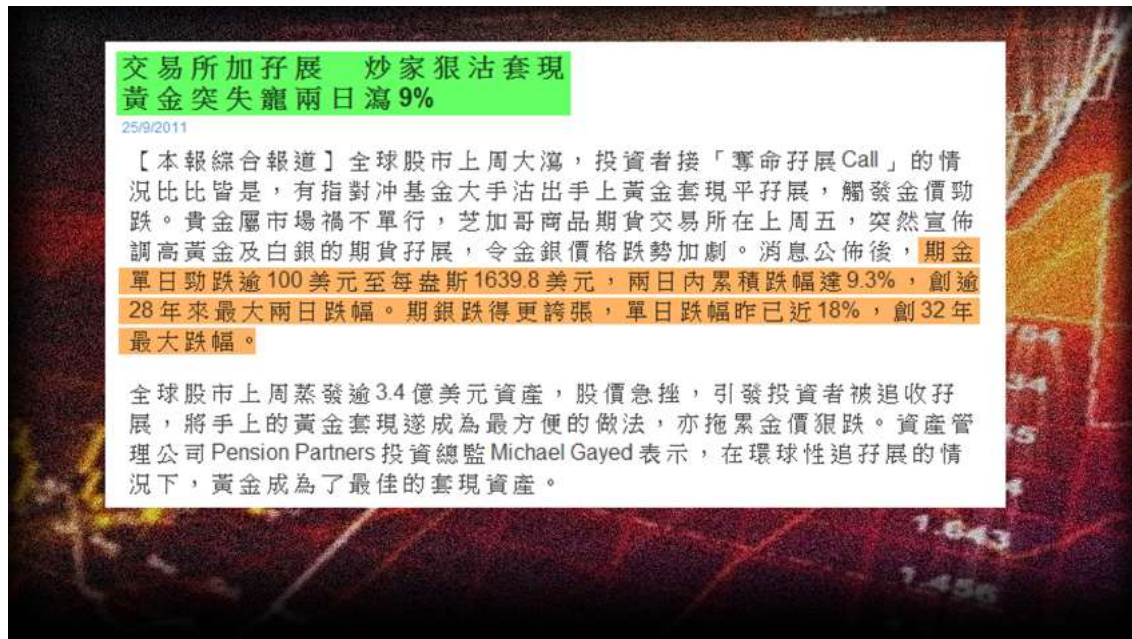 交易所加孖展　炒家狠沽套現
黃金突失寵兩日瀉9%
25/9/2011
【本報綜合報道】全球股市上周大瀉，投資者接「奪命孖展Call」的情
況比比皆是，有指對冲基金大手沽出手上黃金套現平孖展，觸發金價勁
跌。貴金屬市場禍不單行，芝加哥商品期貨交易所在上周五，突然宣佈
調高黃金及白銀的期貨孖展，令金銀價格跌勢加劇。消息公佈後，期金
單日勁跌逾100美元至每盎斯1639.8美元，兩日內累積跌幅達9.3%，創逾
28年來最大兩日跌幅。期銀跌得更誇張，單日跌幅昨已近18%，創32年
最大跌幅。
全球股市上周蒸發逾3.4億美元資產，股價急挫，引發投資者被追收孖
展，將手上的黃金套現遂成為最方便的做法，亦拖累金價狠跌。資產管
理公司Pension Partners投資總監Michael Gayed表示，在環球性追孖展的情
況下，黃金成為了最佳的套現資產。
1.643
1.456